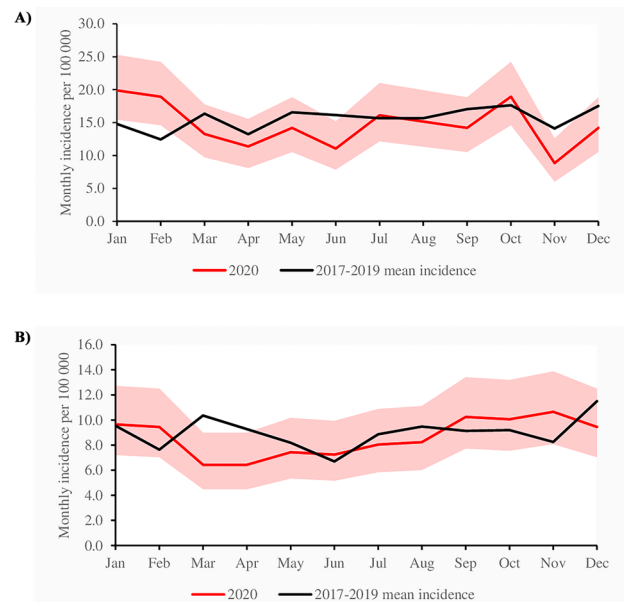 A)
Monthly incidence per 100 000
30.0
25.0
20.0
15.0
10.0
5.0
0.0
Jan Feb Mar Apr May Jun Jul Aug Sep Oct Nov Dec
2020 2017-2019 mean incidence
B)
Monthly incidence per 100 000
16.0
14.0
12.0
10.0
8.0
6.0
4.0
2.0
0.0
Jan Feb Mar Apr May Jun Jul Aug Sep Oct Nov Dec
2020 2017-2019 mean incidence